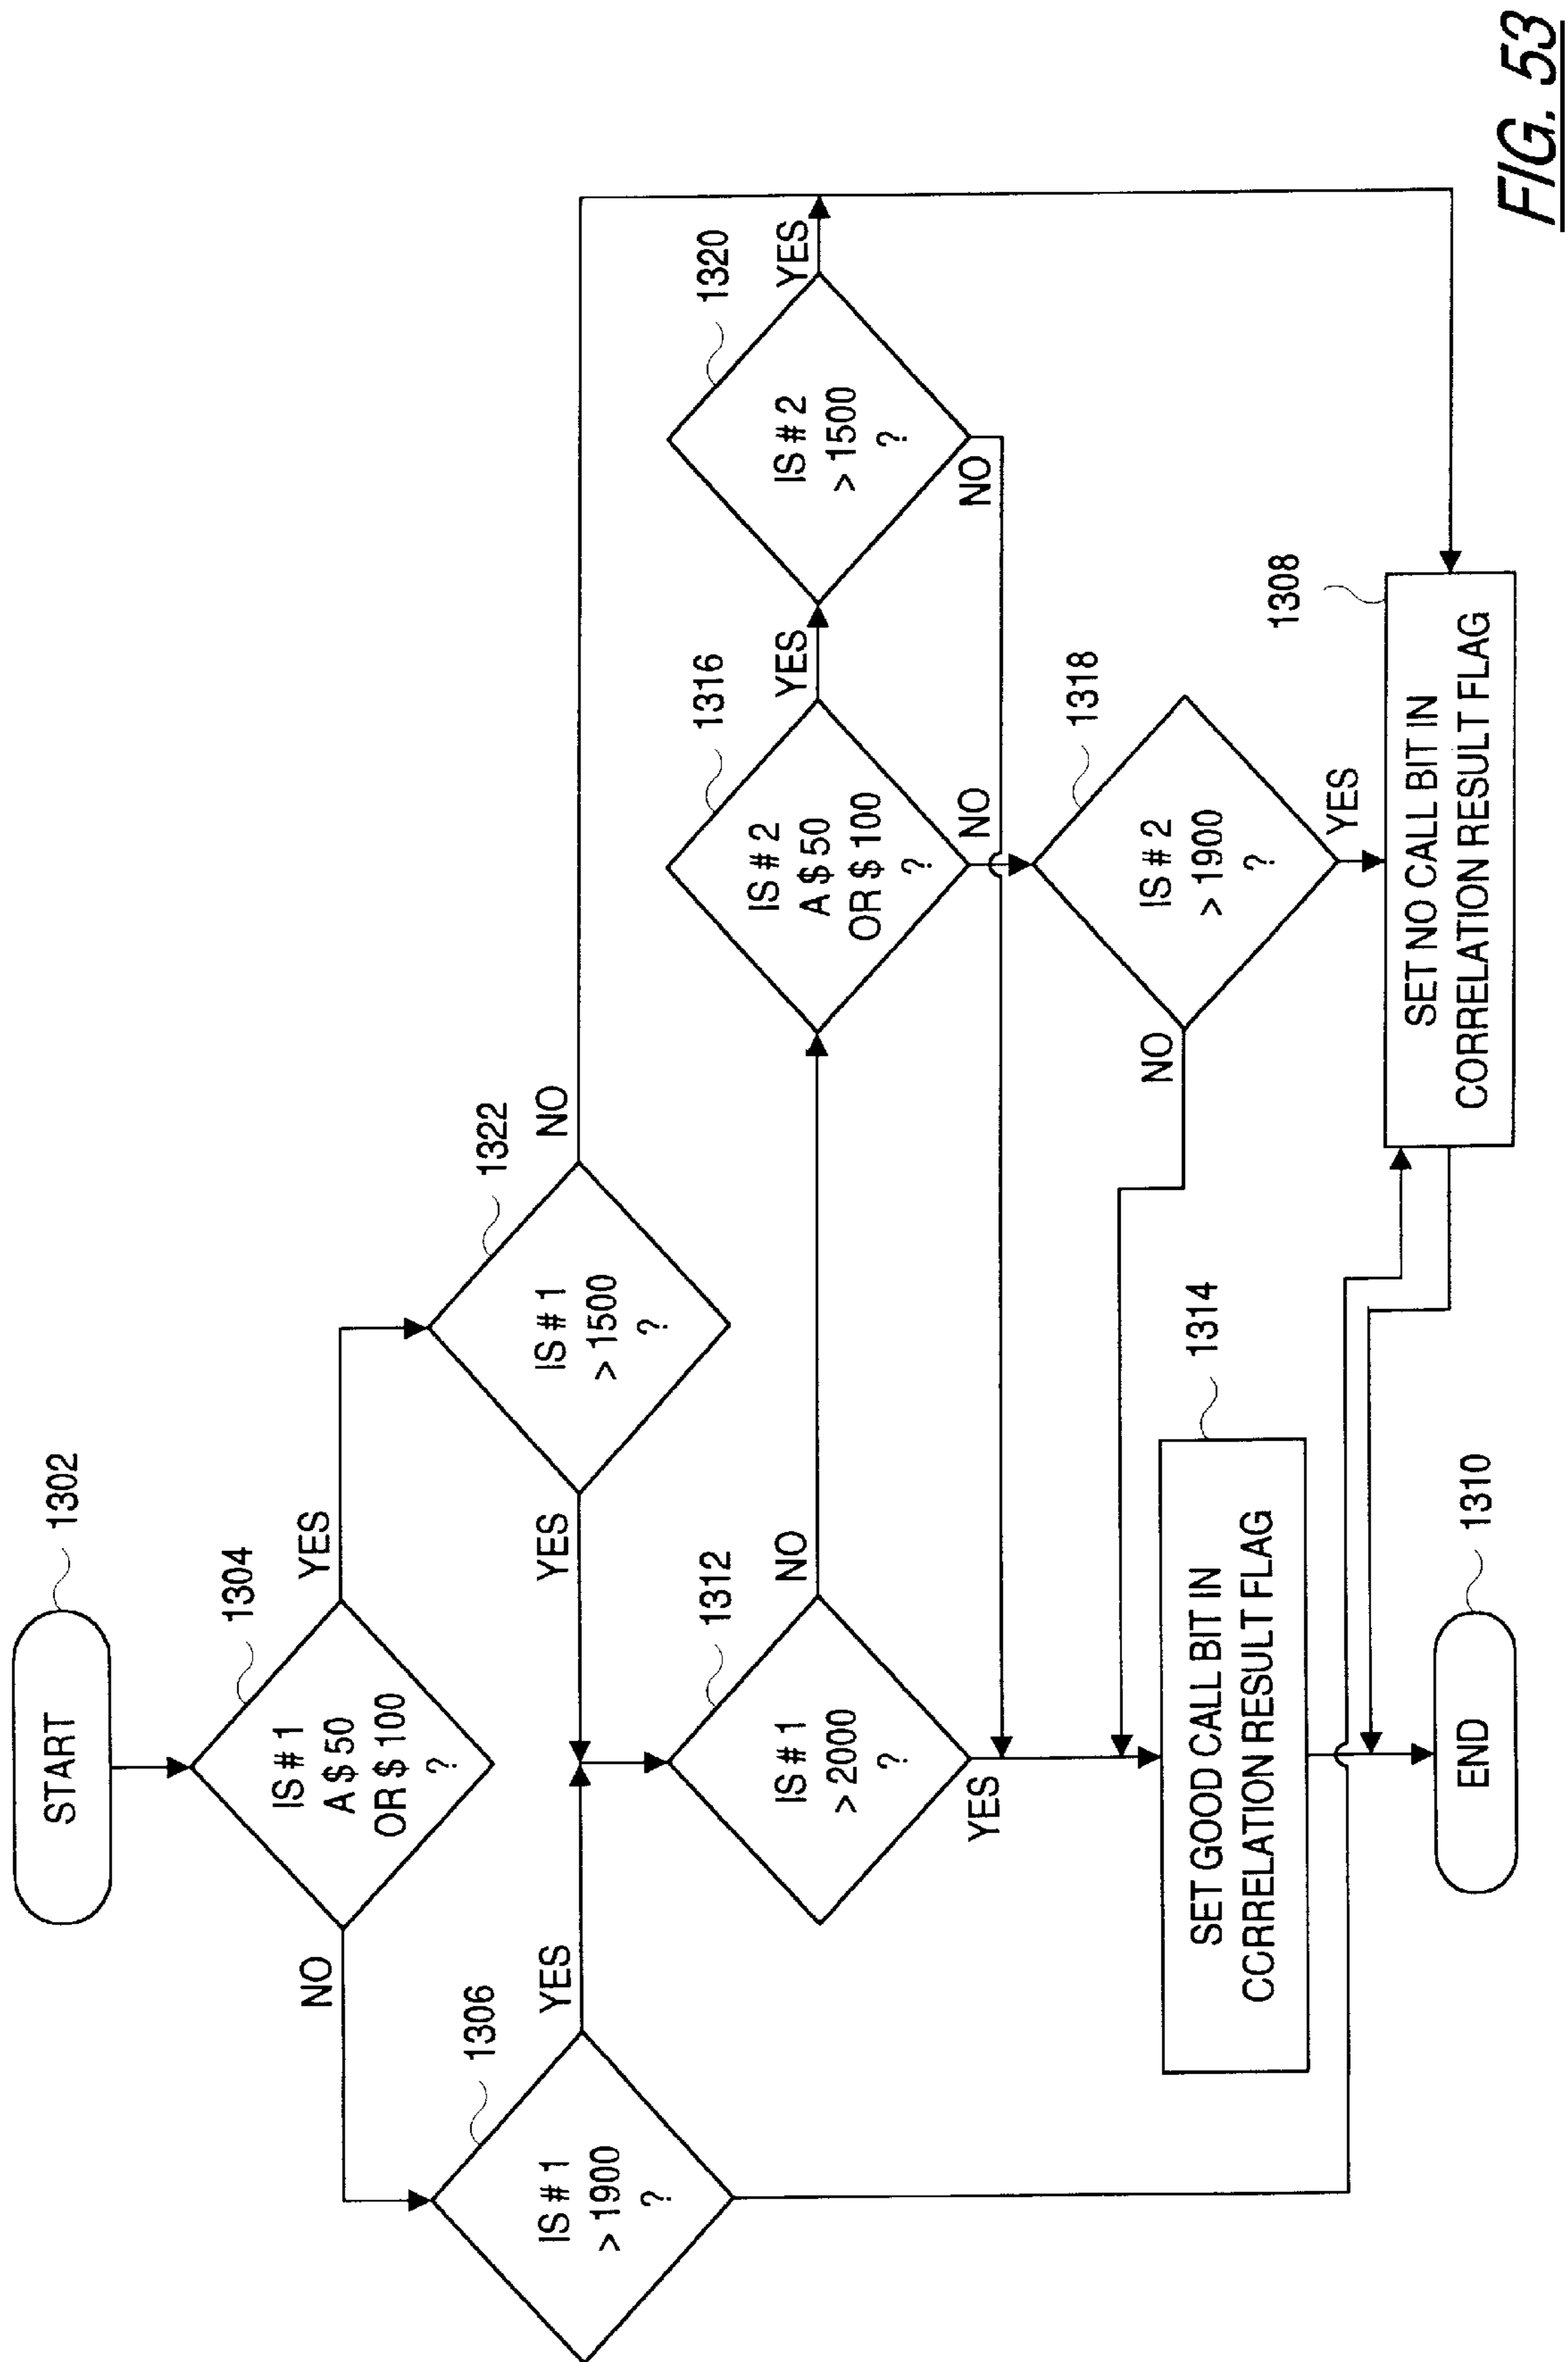 START
1302
IS # 1
A $ 50
OR $ 100
?
1304
NO
YES
IS # 1
> 1900
?
1306
YES
IS # 1
> 1500
?
1322
YES
NO
IS # 1
> 2000
?
1312
NO
YES
IS # 2
A $ 50
OR $ 100
?
1316
YES
NO
IS # 2
> 1500
?
1320
YES
NO
IS # 2
> 1900
?
1318
NO
YES
SET GOOD CALL BIT IN
CORRELATION RESULT FLAG
1314
SET NO CALL BIT IN
CORRELATION RESULT FLAG
1308
END
1310
FIG. 53